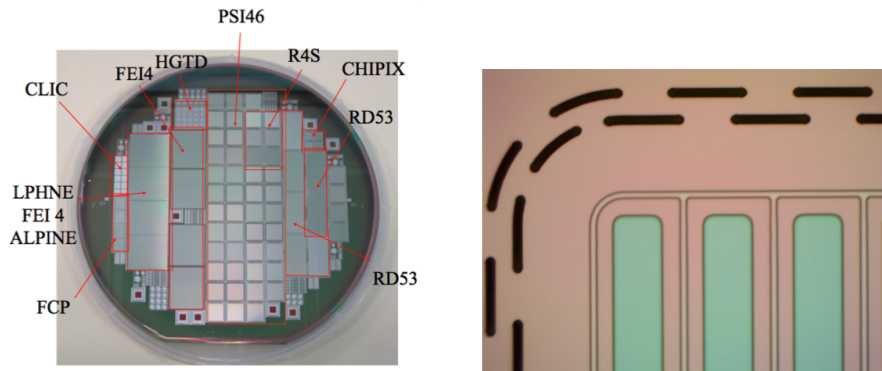 PSI46
HGTD
R4S
FEI4
CHIPIX
CLIC
RD53
LPHNE
FEI 4
ALPINE
RD53
FCP